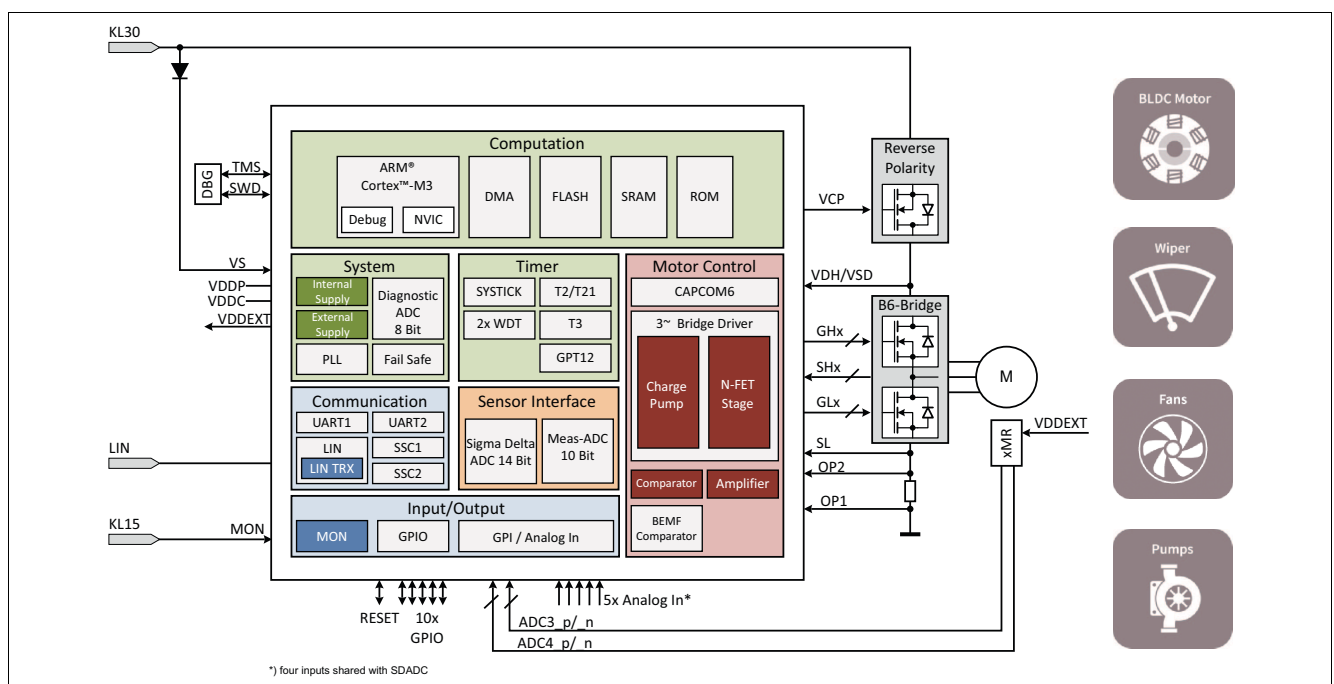 KL30
Computation
ARM®
Cortex™-M3
Debug
NVIC
DMA
FLASH
SRAM
ROM
DBG
TMS
SWD
VS
VDDP
VDDC
VDDEXT
System
Internal
Supply
External
Supply
Diagnostic
ADC
8 Bit
PLL
Fail Safe
Timer
SYSTICK
T2/T21
2x WDT
T3
GPT12
Motor Control
CAPCOM6
3~ Bridge Driver
Charge
Pump
N-FET
Stage
Comparator
Amplifier
BEMF
Comparator
Communication
UART1
UART2
LIN
LIN TRX
SSC1
SSC2
Sensor Interface
Sigma Delta
ADC 14 Bit
Meas-ADC
10 Bit
Input/Output
MON
GPIO
GPI / Analog In
LIN
KL15
MON
RESET
10x
GPIO
5x Analog In*
ADC3_p/_n
ADC4_p/_n
*) four inputs shared with SDADC
Reverse
Polarity
VCP
VDH/VSD
B6-Bridge
GHx
SHx
GLx
SL
OP2
OP1
M
xMR
VDDEXT
BLDC Motor
Wiper
Fans
Pumps